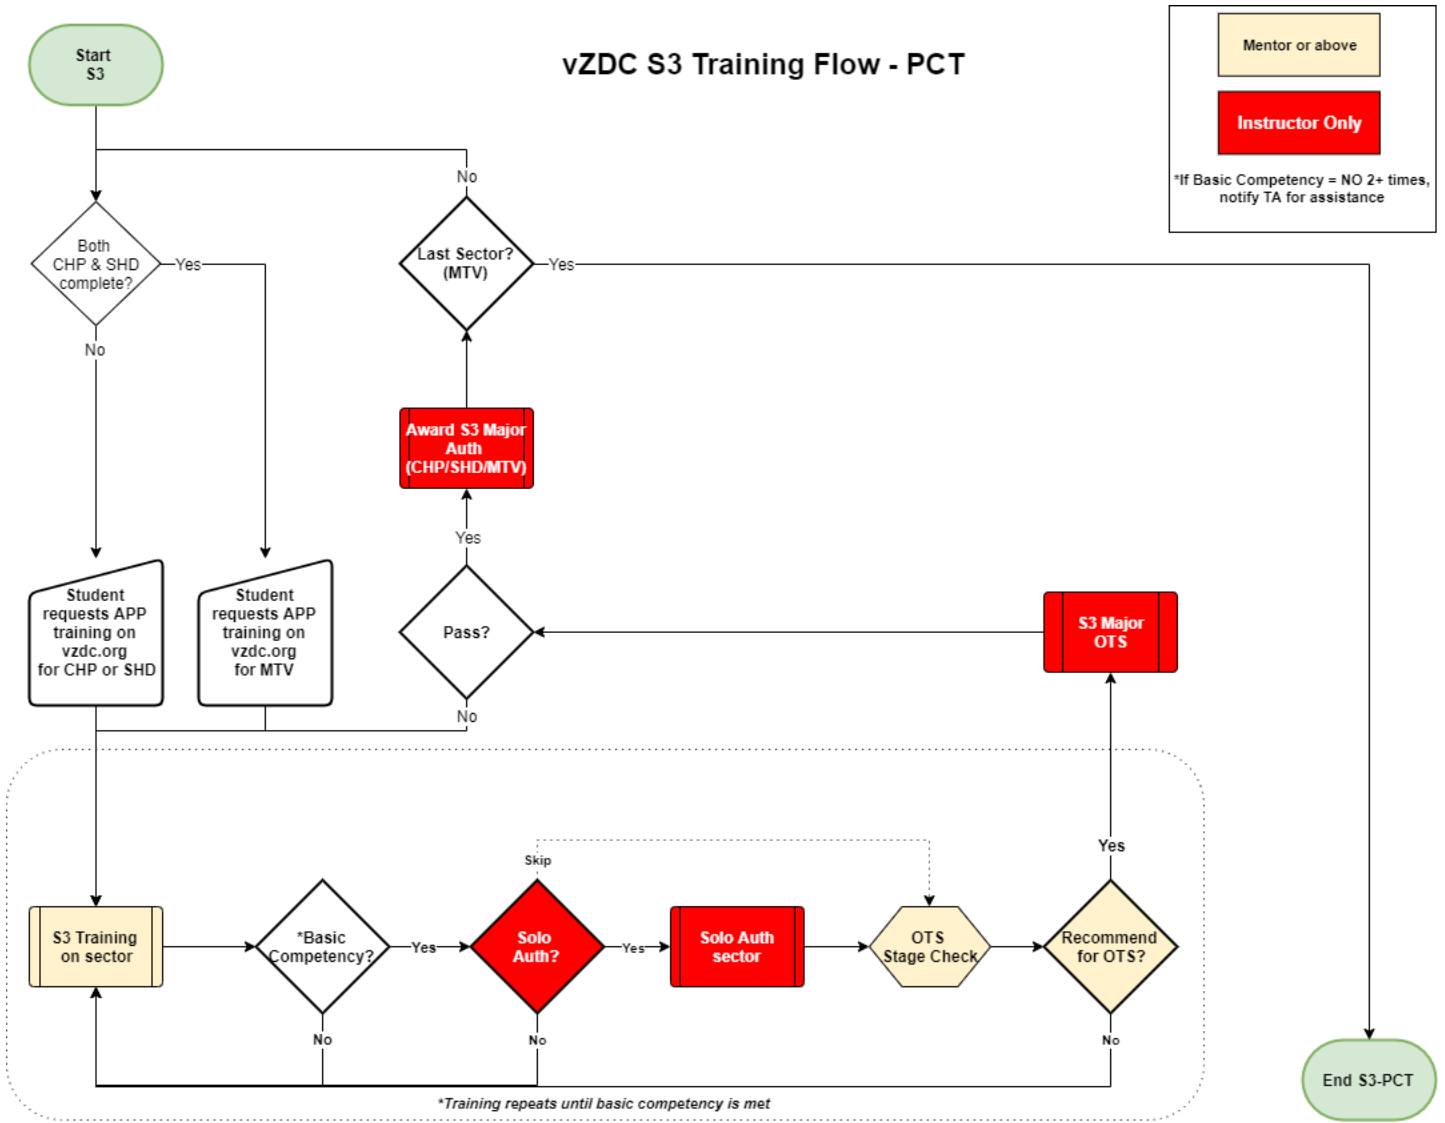 Start
S3
vZDC S3 Training Flow - PCT
Mentor or above
Instructor Only
*If Basic Competency = NO 2+ times,
notify TA for assistance
No
Both
CHP & SHD
complete?
Yes
Last Sector?
(MTV)
Yes
No
Award S3 Major
Auth
(CHP/SHD/MTV)
Yes
Student
requests APP
training on
vzdc.org
for CHP or SHD
Student
requests APP
training on
vzdc.org
for MTV
Pass?
S3 Major
OTS
No
Yes
Skip
S3 Training
on sector
*Basic
Competency?
Yes
Solo
Auth?
Yes
Solo Auth
sector
OTS
Stage Check
Recommend
for OTS?
No
No
No
End S3-PCT
*Training repeats until basic competency is met